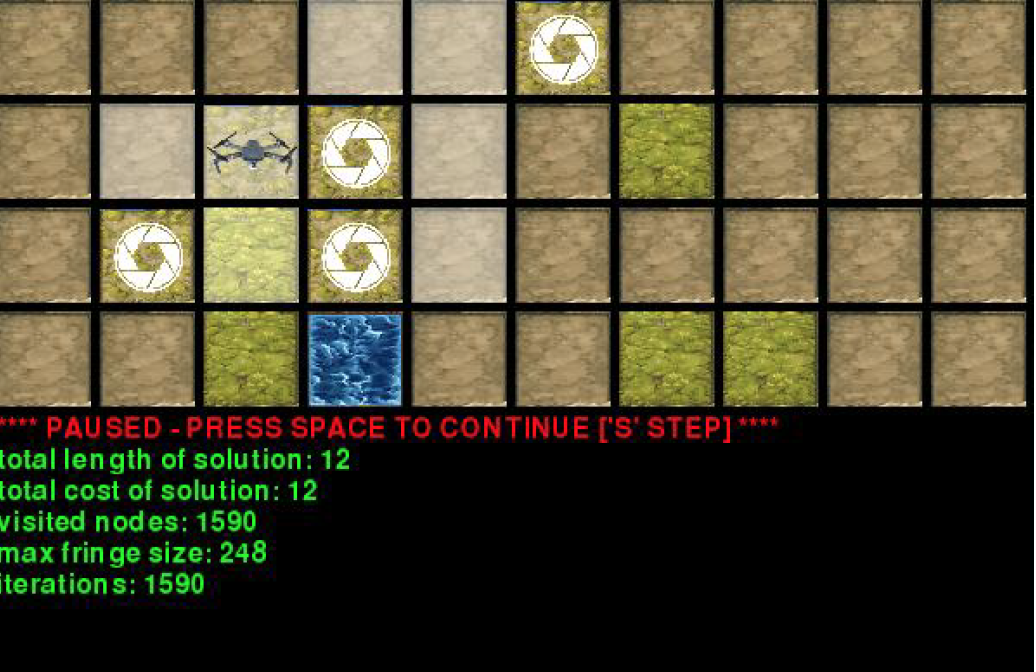 **** PAUSED - PRESS SPACE TO CONTINUE ['S' STEP] ****
total length of solution: 12
total cost of solution: 12
visited nodes: 1590
max fringe size: 248
iterations: 1590